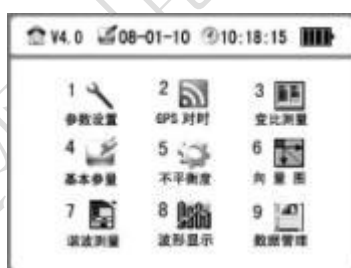 V4.0 08-01-10 10:18:15
1 2 3
参数设置 GPS 对时 变比测量
4 5 6
基本参量 不平衡度 向量图
7 8 9
谐波测量 波形显示 数据管理